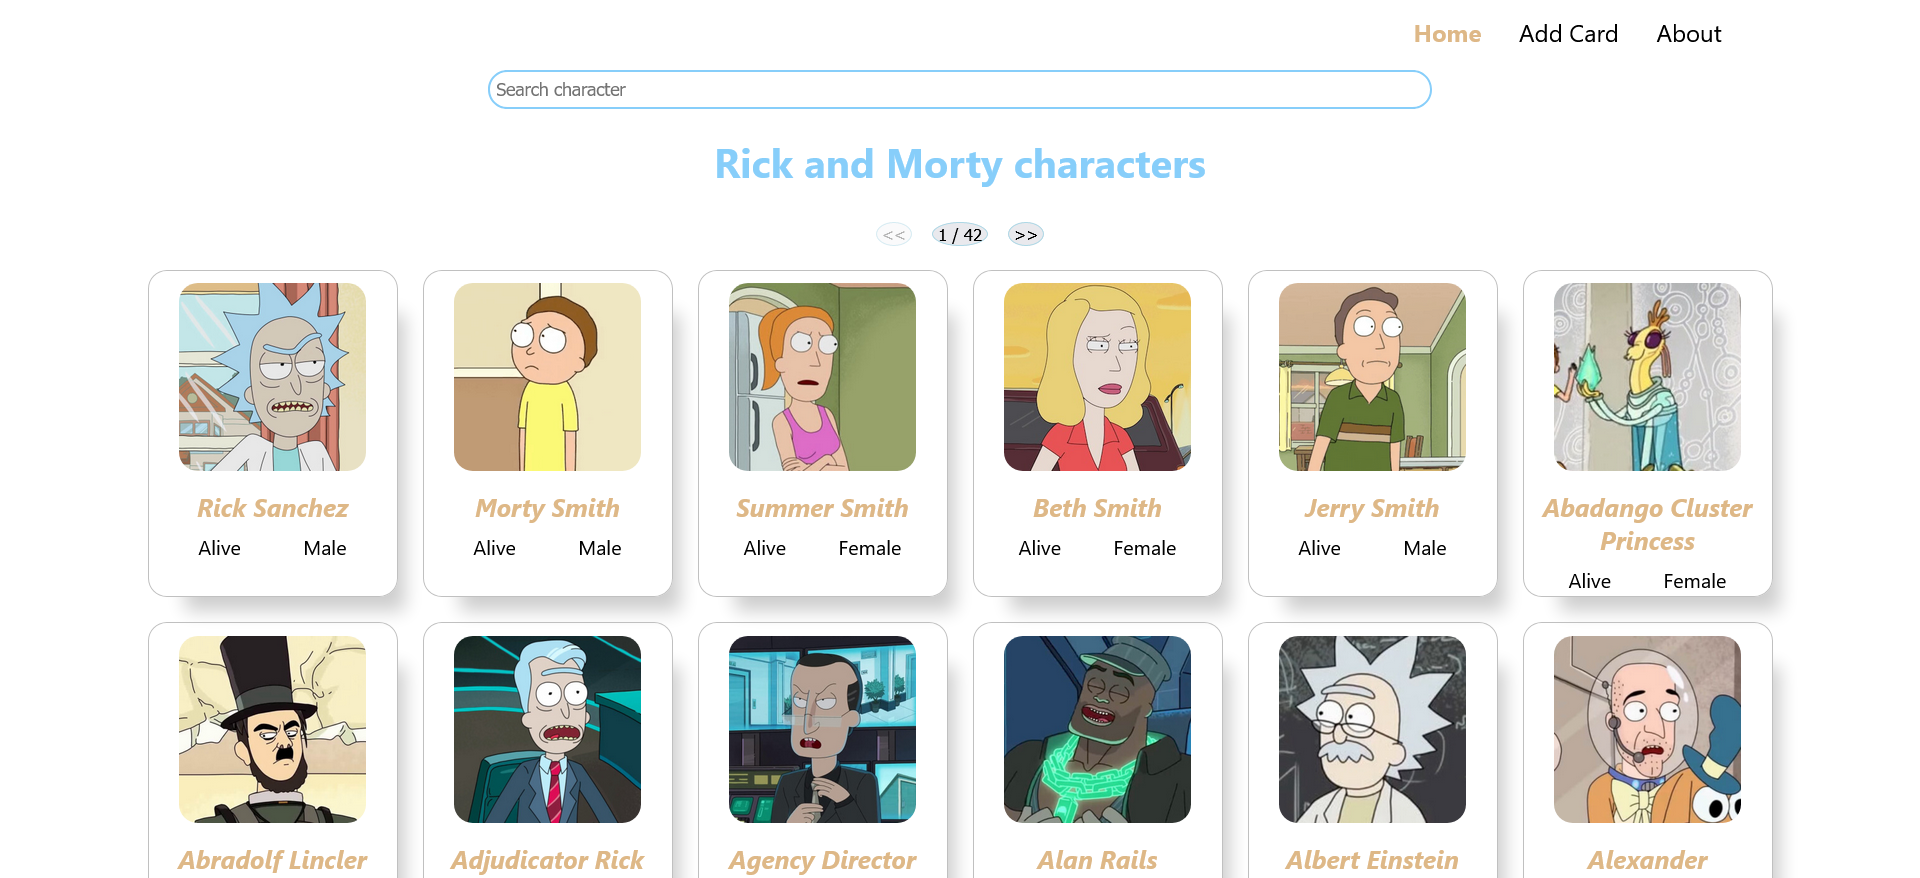 Home Add Card About
Search character
Rick and Morty characters
<< 1 / 42 >>
Rick Sanchez
Alive Male
Morty Smith
Alive Male
Summer Smith
Alive Female
Beth Smith
Alive Female
Jerry Smith
Alive Male
Abadango Cluster
Princess
Alive Female
Abradolf Lincler
Adjudicator Rick
Agency Director
Alan Rails
Albert Einstein
Alexander